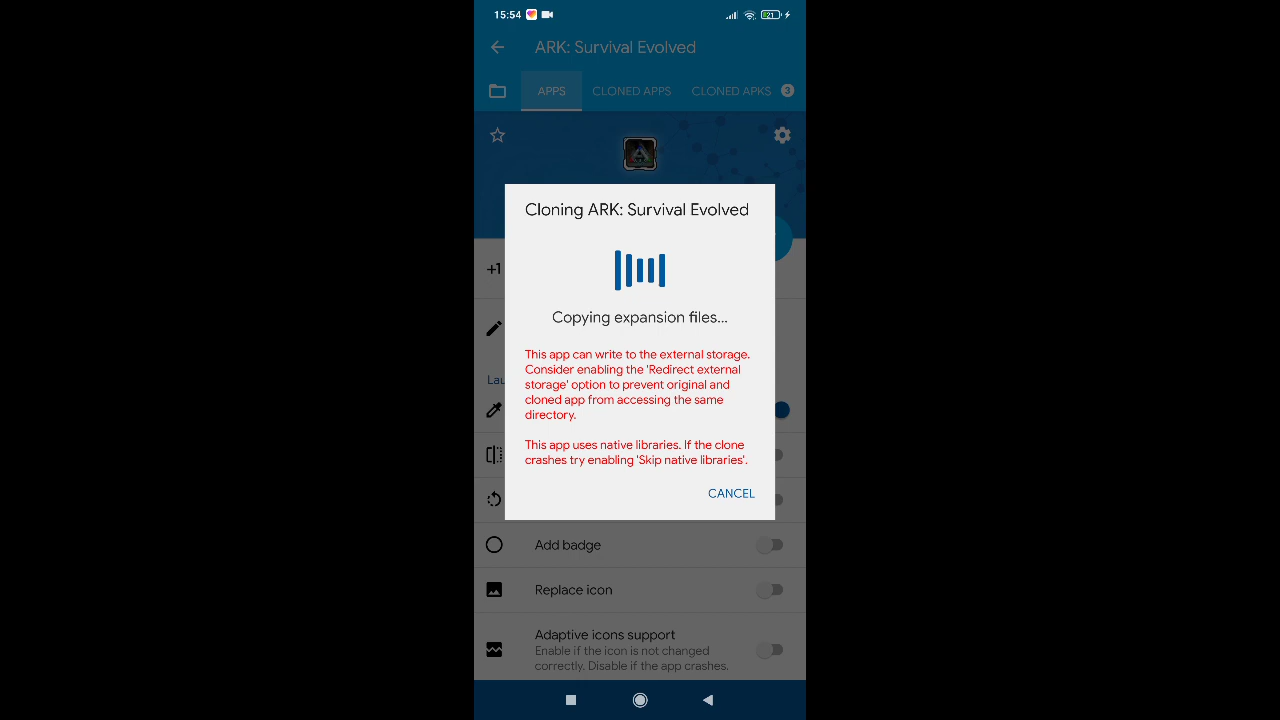 15:54
21
ARK: Survival Evolved
APPS
CLONED APPS
CLONED APKS
3
Cloning ARK: Survival Evolved
Copying expansion files...
This app can write to the external storage.
Consider enabling the 'Redirect external
storage' option to prevent original and
cloned app from accessing the same
directory.
This app uses native libraries. If the clone
crashes try enabling 'Skip native libraries'.
CANCEL
+1
Lau
Add badge
Replace icon
Adaptive icons support
Enable if the icon is not changed
correctly. Disable if the app crashes.